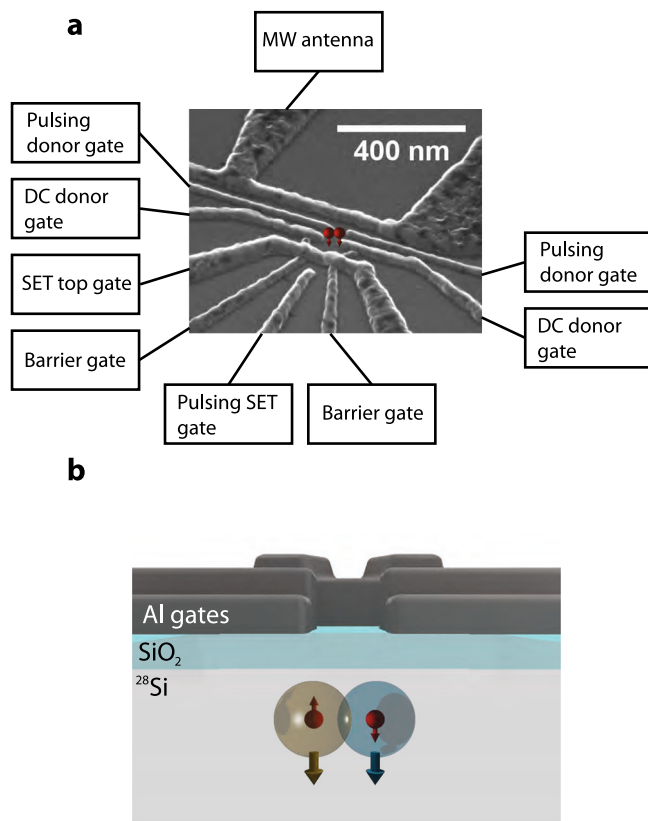 a
MW antenna
Pulsing
donor gate
DC donor
gate
SET top gate
Barrier gate
400 nm
Pulsing
donor gate
DC donor
gate
Pulsing SET
gate
Barrier gate
b
Al gates
SiO₂
²⁸Si